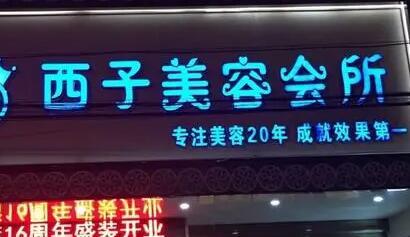 西子美容会所
专注美容20年 成就效果第一
16周年盛装开业